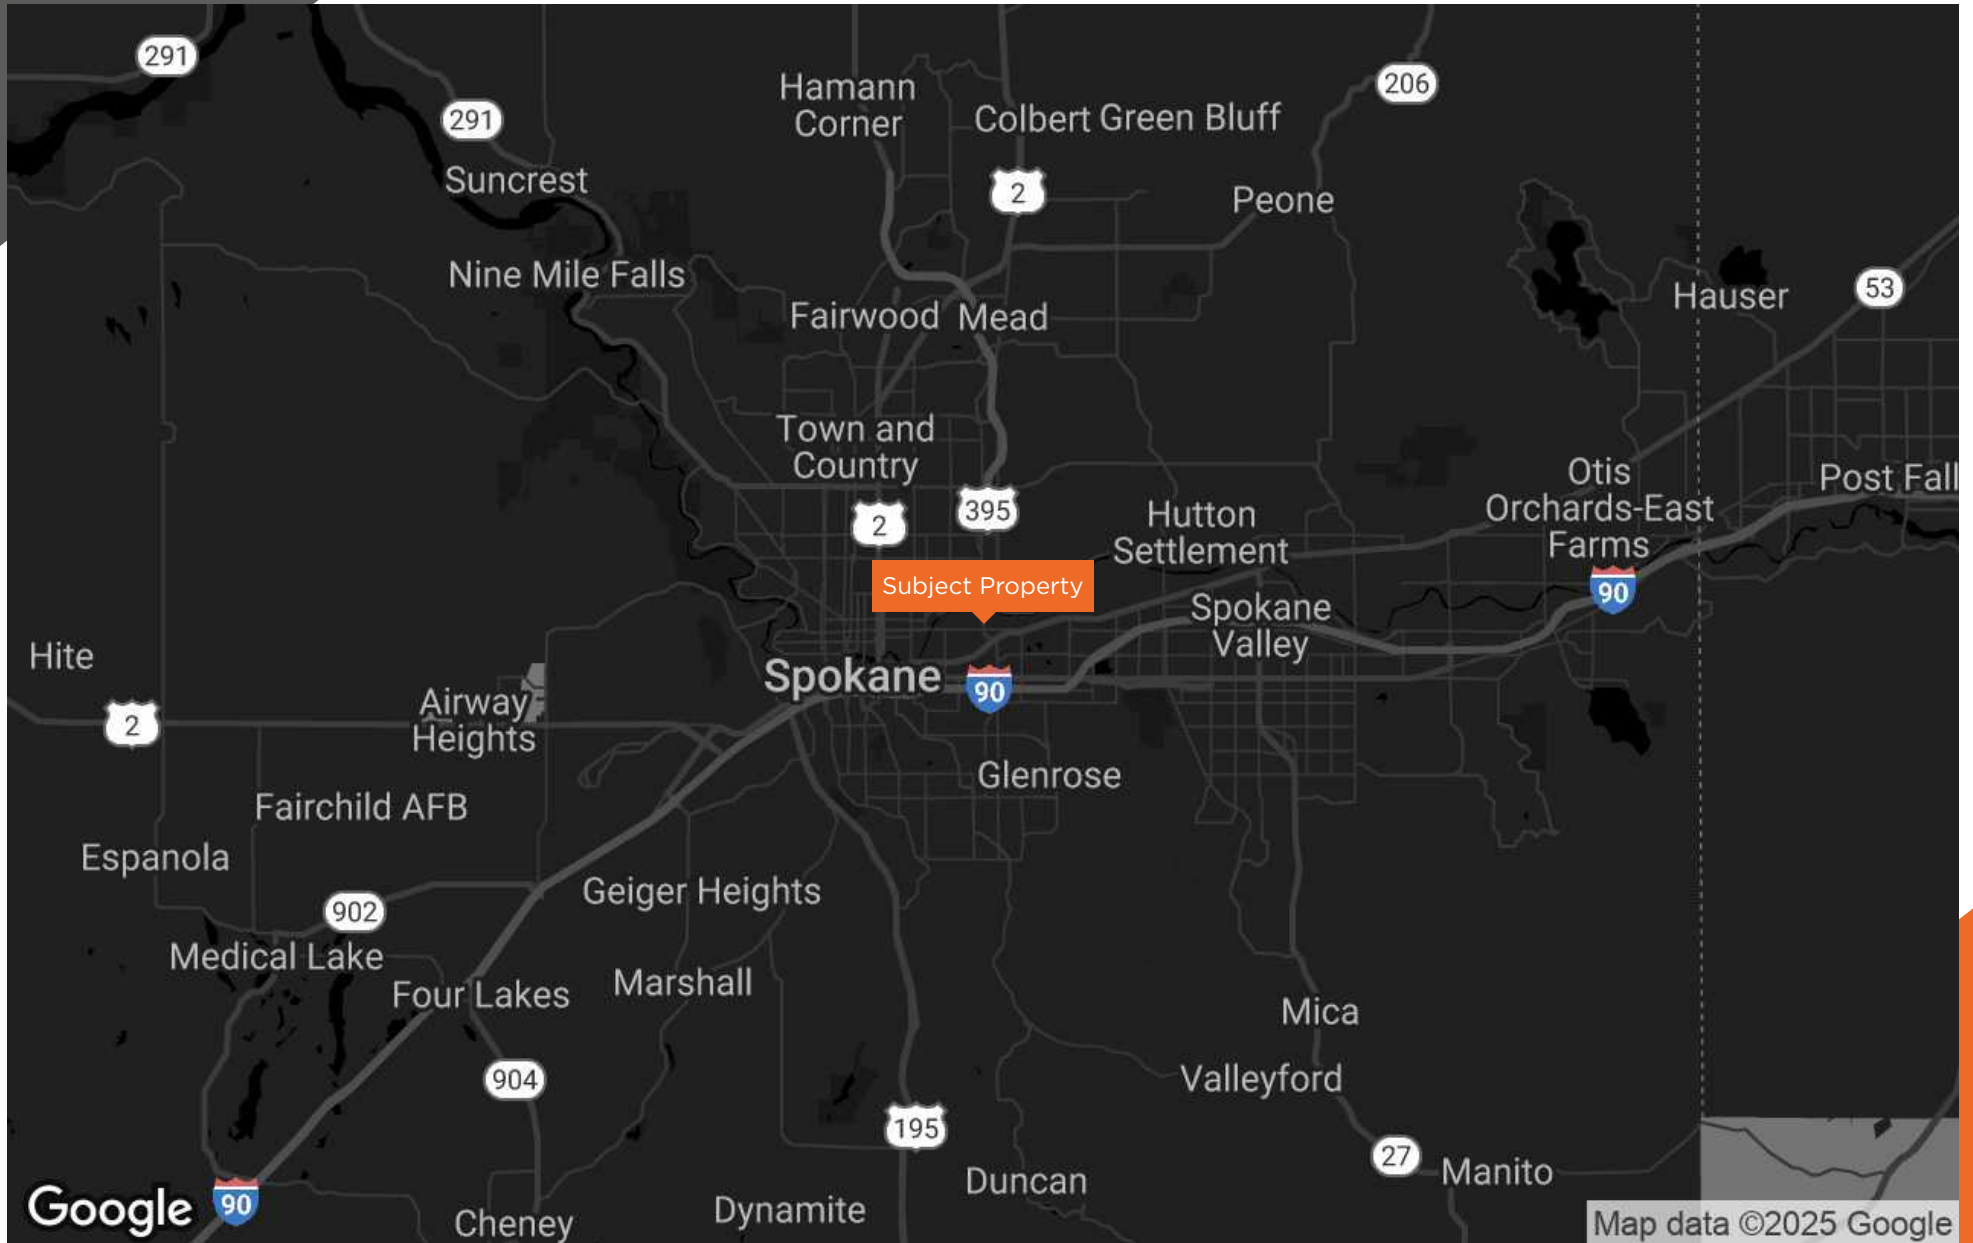 291
206
Hamann
Corner
Colbert
Green Bluff
291
Suncrest
2
Peone
Nine Mile Falls
Hauser
53
Fairwood
Mead
Town and
Country
Otis
Orchards-East
Farms
Post Fall
2
395
Hutton
Settlement
Subject Property
90
Spokane
Valley
Hite
Spokane
90
Airway
Heights
2
Glenrose
Fairchild AFB
Espanola
Geiger Heights
902
Medical Lake
Four Lakes
Marshall
Mica
904
Valleyford
195
27
Manito
Duncan
Google
90
Cheney
Dynamite
Map data ©2025 Google